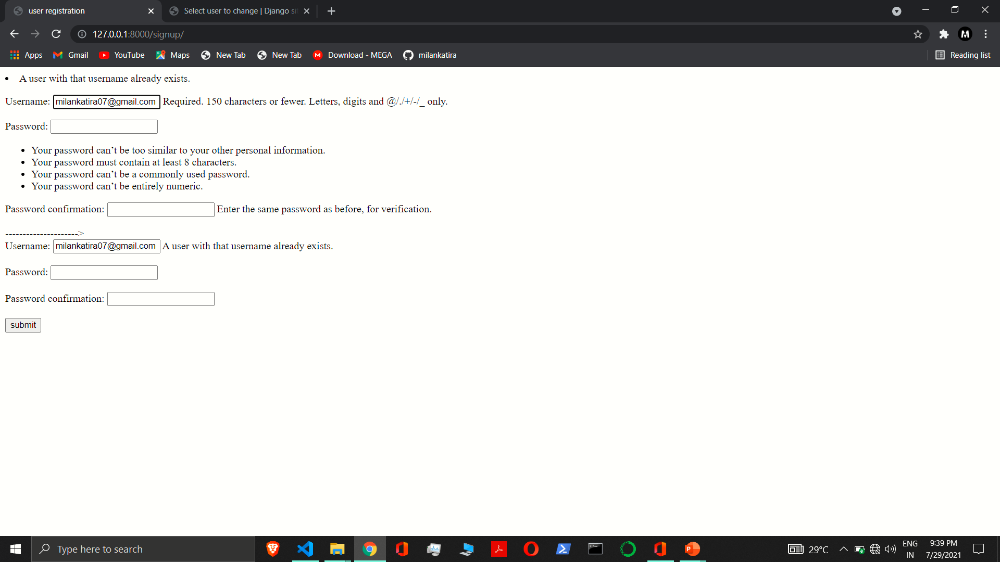 user registration
Select user to change | Django si
127.0.0.1:8000/signup/
Apps Gmail YouTube Maps New Tab New Tab Download - MEGA milankatira Reading list
• A user with that username already exists.
Username: milankatira07@gmail.com Required. 150 characters or fewer. Letters, digits and @/./+/-/_ only.
Password:
• Your password can’t be too similar to your other personal information.
• Your password must contain at least 8 characters.
• Your password can’t be a commonly used password.
• Your password can’t be entirely numeric.
Password confirmation: Enter the same password as before, for verification.
--------------------->
Username: milankatira07@gmail.com A user with that username already exists.
Password:
Password confirmation:
submit
Type here to search
29°C
ENG
IN
9:39 PM
7/29/2021